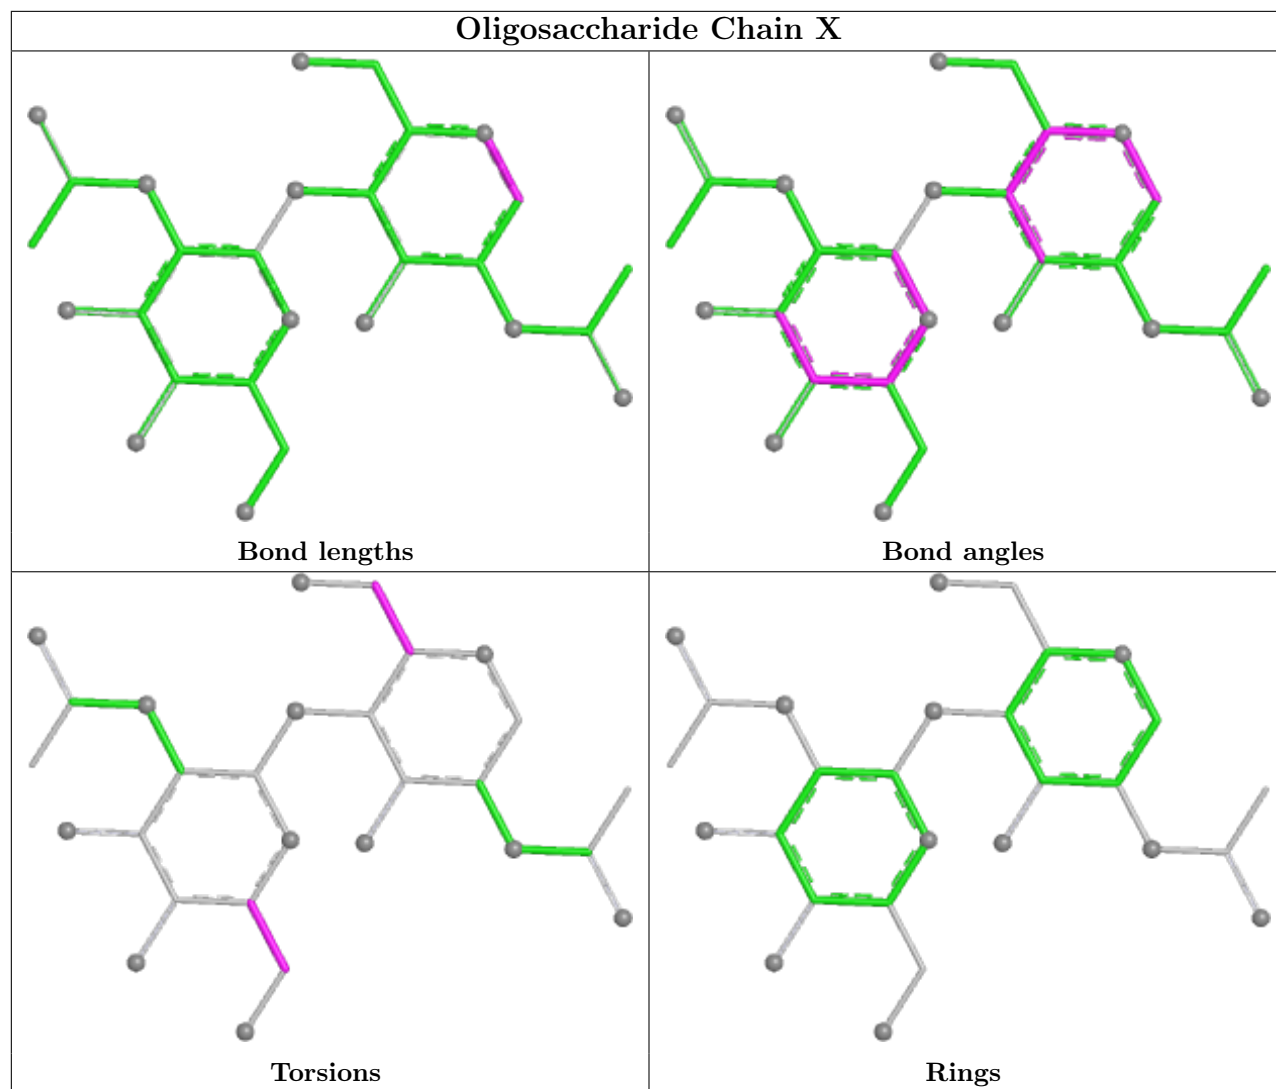 Oligosaccharide Chain X
Bond lengths
Bond angles
Torsions
Rings